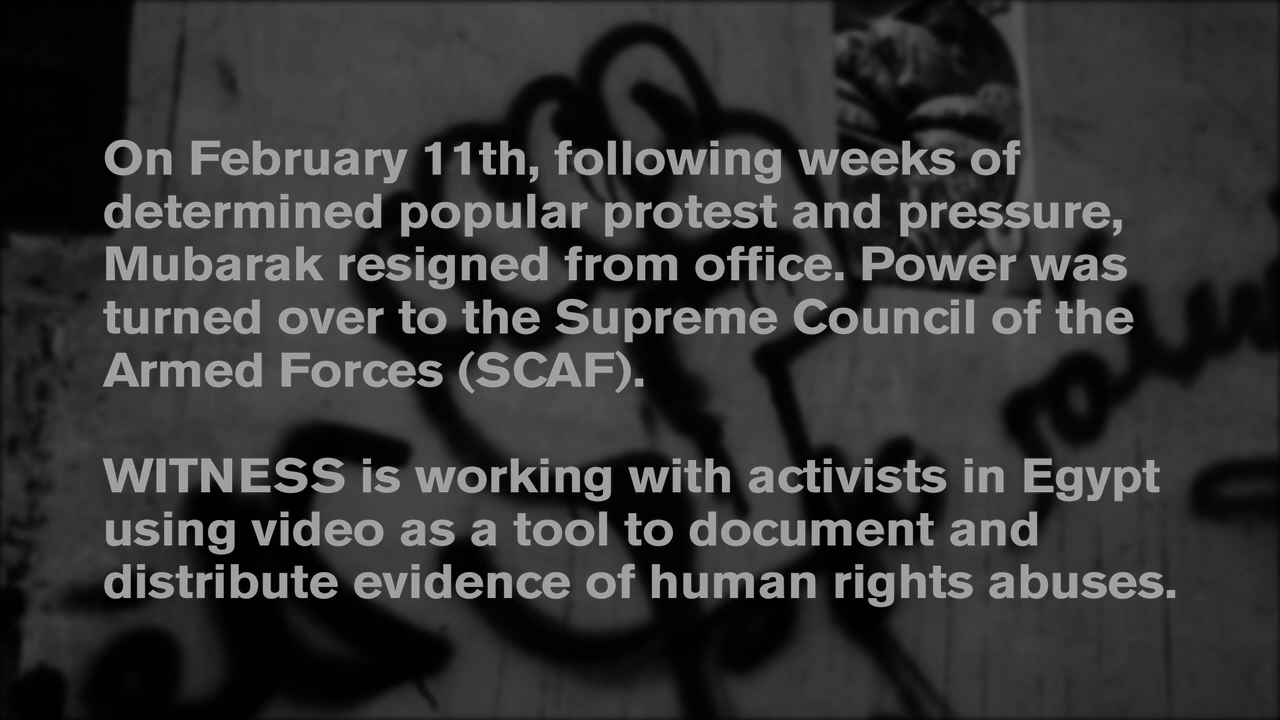 On February 11th, following weeks of
determined popular protest and pressure,
Mubarak resigned from office. Power was
turned over to the Supreme Council of the
Armed Forces (SCAF).
WITNESS is working with activists in Egypt
using video as a tool to document and
distribute evidence of human rights abuses.